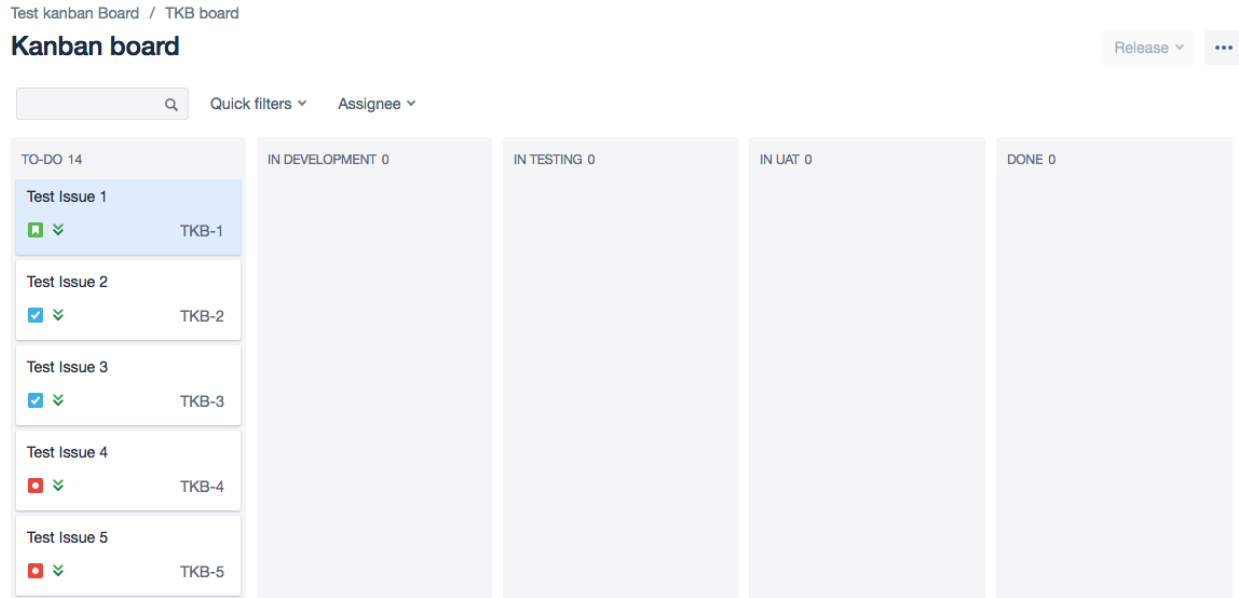 Test kanban Board / TKB board
Kanban board
Release
Quick filters
Assignee
TO-DO 14
IN DEVELOPMENT 0
IN TESTING 0
IN UAT 0
DONE 0
Test Issue 1
TKB-1
Test Issue 2
TKB-2
Test Issue 3
TKB-3
Test Issue 4
TKB-4
Test Issue 5
TKB-5